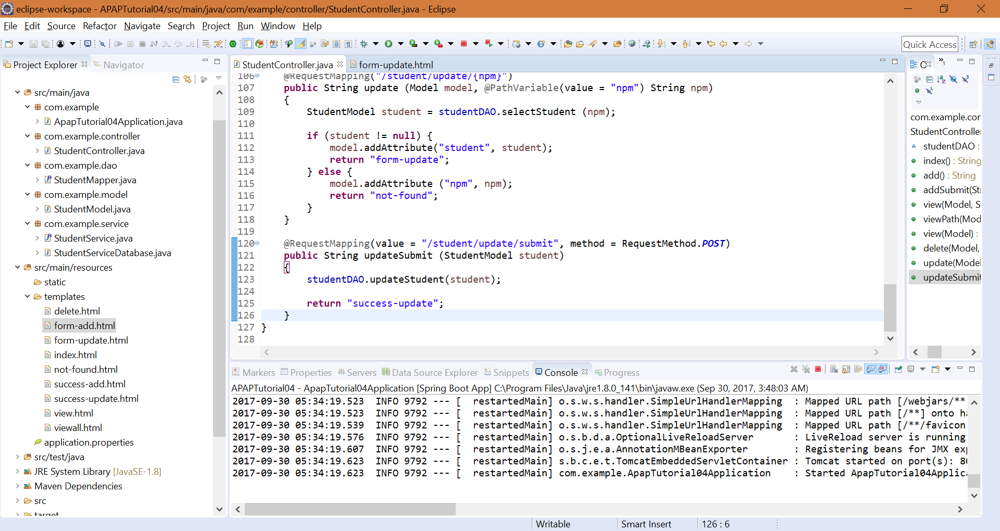 eclipse-workspace - APAPTutorial04/src/main/java/com/example/controller/StudentController.java - Eclipse
File Edit Source Refactor Navigate Search Project Run Window Help
Quick Access
Project Explorer Navigator
src/main/java
com.example
ApapTutorial04Application.java
com.example.controller
StudentController.java
com.example.dao
StudentMapper.java
com.example.model
StudentModel.java
com.example.service
StudentService.java
StudentServiceDatabase.java
src/main/resources
static
templates
delete.html
form-add.html
form-update.html
index.html
not-found.html
success-add.html
success-update.html
view.html
viewall.html
application.properties
src/test/java
JRE System Library [JavaSE-1.8]
Maven Dependencies
src
target
StudentController.java form-update.html
106 @RequestMapping("/student/update/{npm}")
107 public String update (Model model, @PathVariable(value = "npm") String npm)
108 {
109 StudentModel student = studentDAO.selectStudent (npm);
110
111 if (student != null) {
112 model.addAttribute("student", student);
113 return "form-update";
114 } else {
115 model.addAttribute ("npm", npm);
116 return "not-found";
117 }
118 }
119
120 @RequestMapping(value = "/student/update/submit", method = RequestMethod.POST)
121 public String updateSubmit (StudentModel student)
122 {
123 studentDAO.updateStudent(student);
124
125 return "success-update";
126 }
127 }
128
com.example.cor
StudentController
studentDAO :
index() : String
add() : String
addSubmit(Str
view(Model, S
viewPath(Mod
view(Model) :
delete(Model,
update(Model
updateSubmit
Markers Properties Servers Data Source Explorer Snippets Console Progress
APAPTutorial04 - ApapTutorial04Application [Spring Boot App] C:\Program Files\Java\jre1.8.0_141\bin\javaw.exe (Sep 30, 2017, 3:48:03 AM)
2017-09-30 05:34:19.523 INFO 9792 --- [ restartedMain] o.s.w.s.handler.SimpleUrlHandlerMapping : Mapped URL path [/webjars/**
2017-09-30 05:34:19.523 INFO 9792 --- [ restartedMain] o.s.w.s.handler.SimpleUrlHandlerMapping : Mapped URL path [/**] onto ha
2017-09-30 05:34:19.539 INFO 9792 --- [ restartedMain] o.s.w.s.handler.SimpleUrlHandlerMapping : Mapped URL path [/**/favicon
2017-09-30 05:34:19.576 INFO 9792 --- [ restartedMain] o.s.b.d.a.OptionalLiveReloadServer : LiveReload server is running
2017-09-30 05:34:19.607 INFO 9792 --- [ restartedMain] o.s.j.e.a.AnnotationMBeanExporter : Registering beans for JMX exp
2017-09-30 05:34:19.623 INFO 9792 --- [ restartedMain] s.b.c.e.t.TomcatEmbeddedServletContainer : Tomcat started on port(s): 80
2017-09-30 05:34:19.623 INFO 9792 --- [ restartedMain] com.example.ApapTutorial04Application : Started ApapTutorial04Applica
Writable Smart Insert 126 : 6